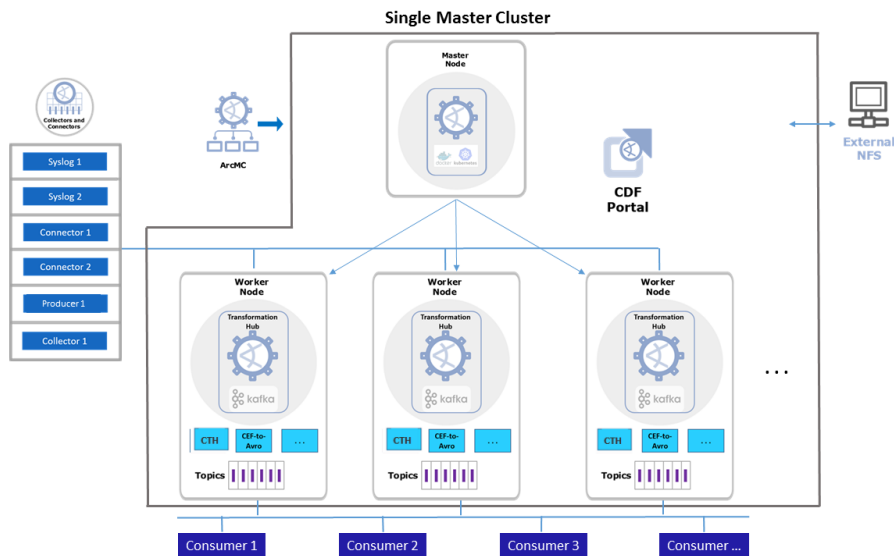 Single Master Cluster
Master
Node
docker
kubernetes
Collectors and
Connectors
Syslog 1
Syslog 2
Connector 1
Connector 2
Producer 1
Collector 1
ArcMC
CDF
Portal
External
NFS
Worker
Node
Transformation
Hub
kafka
CTH
CEF-to-
Avro
...
Topics
Worker
Node
Transformation
Hub
kafka
CTH
CEF-to-
Avro
...
Topics
Worker
Node
Transformation
Hub
kafka
CTH
CEF-to-
Avro
...
Topics
...
Consumer 1
Consumer 2
Consumer 3
Consumer ...